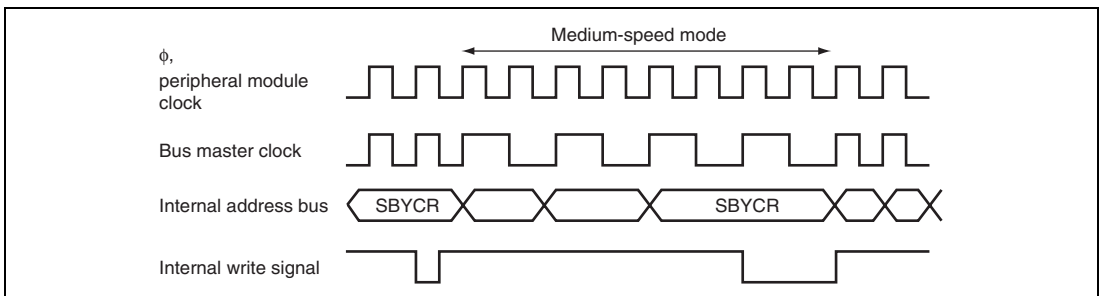 Medium-speed mode
ϕ,
peripheral module
clock
Bus master clock
Internal address bus
SBYCR
SBYCR
Internal write signal